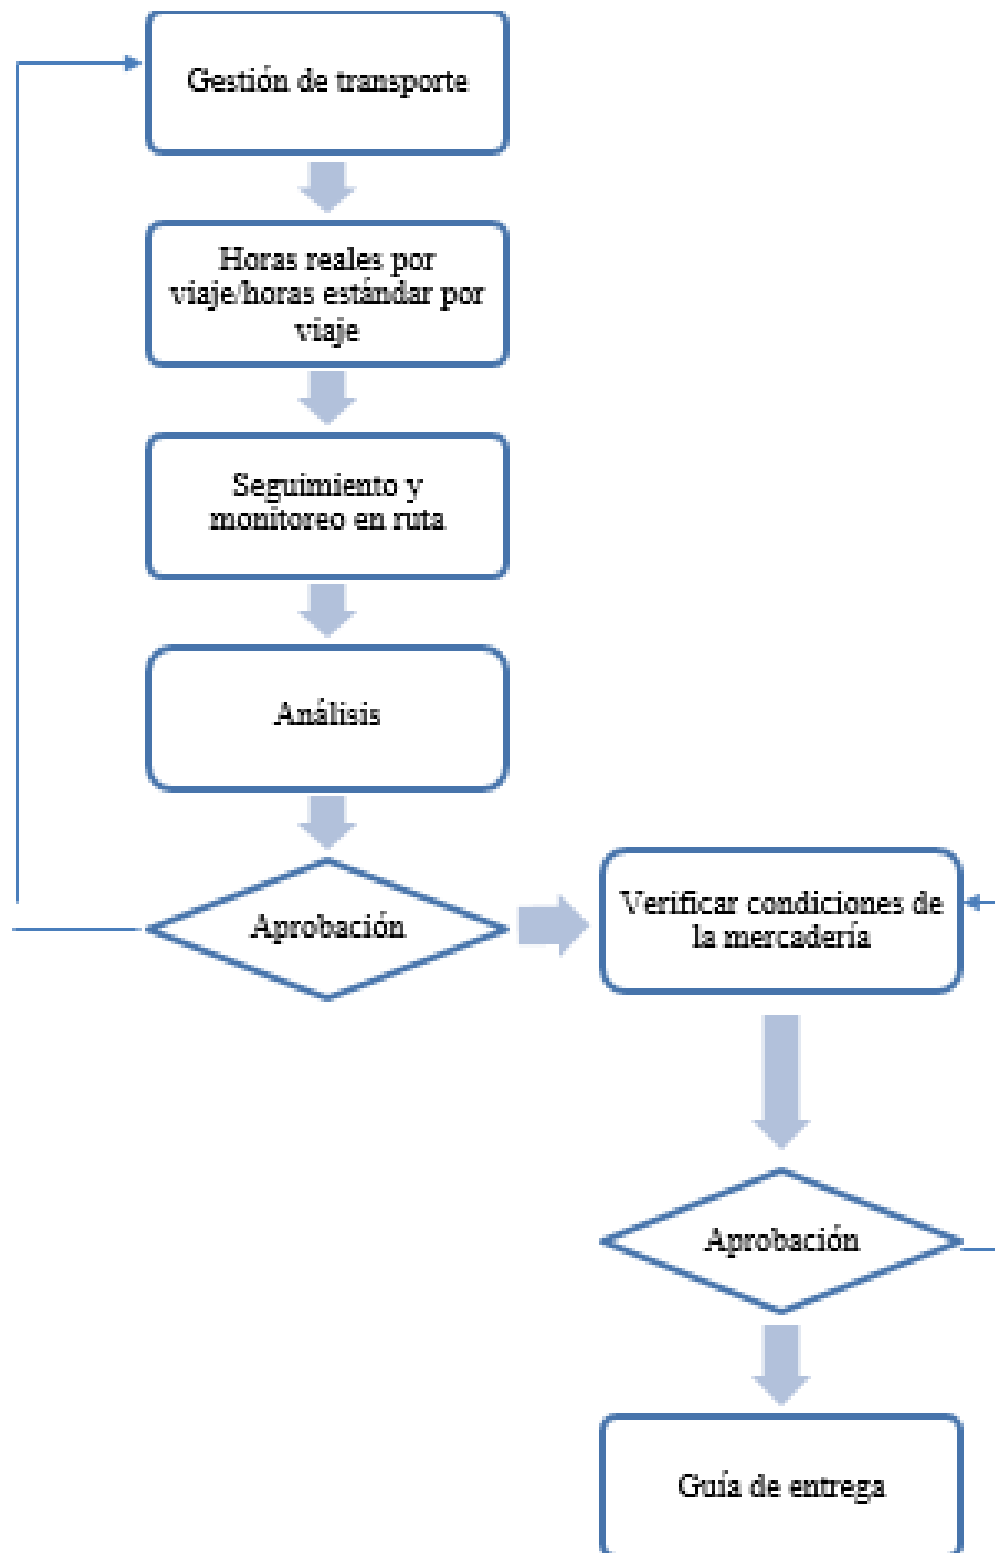 Gestión de transporte
Horas reales por
viaje/horas estándar por
viaje
Seguimiento y
monitoreo en ruta
Análisis
Aprobación
Verificar condiciones de
la mercadería
Aprobación
Guía de entrega